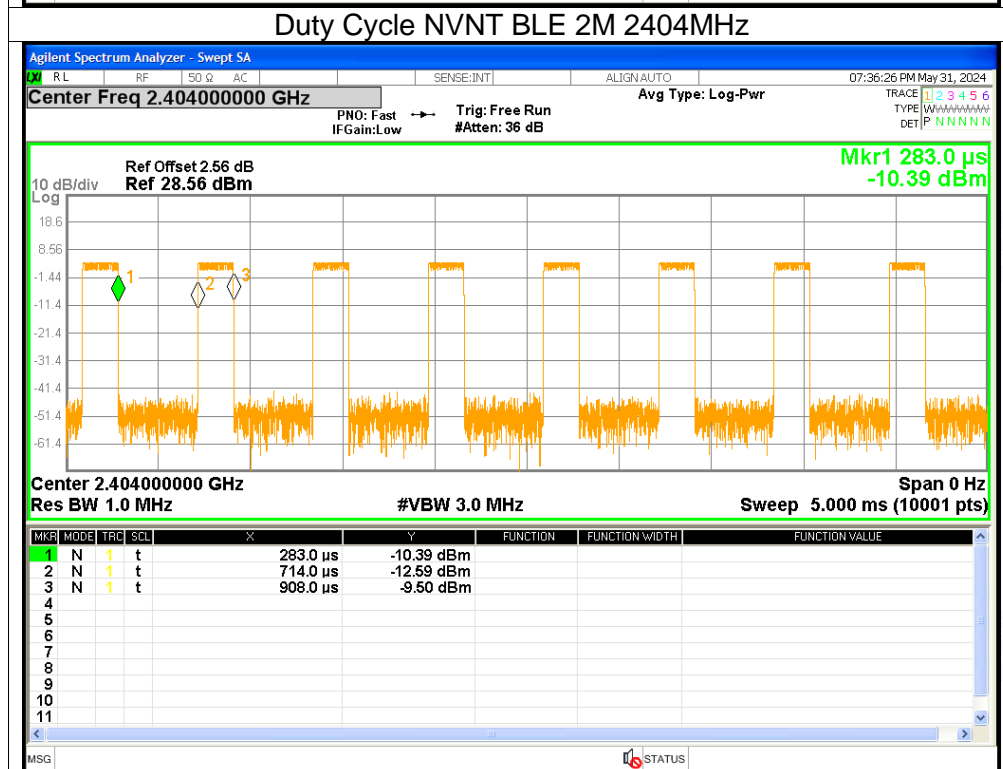 Duty Cycle NVNT BLE 2M 2404MHz
Agilent Spectrum Analyzer - Swept SA
LXI RL RF 50 Ω AC SENSE:INT ALIGN AUTO 07:36:26 PM May 31, 2024
Center Freq 2.404000000 GHz Avg Type: Log-Pwr TRACE 1 2 3 4 5 6
PNO: Fast Trig: Free Run TYPE W
IFGain:Low #Atten: 36 dB DET P N N N N N
Mkr1 283.0 µs
Ref Offset 2.56 dB
10 dB/div Ref 28.56 dBm -10.39 dBm
Log
18.6
8.56
-1.44
-11.4
-21.4
-31.4
-41.4
-51.4
-61.4
1 2 3
Center 2.404000000 GHz Span 0 Hz
Res BW 1.0 MHz #VBW 3.0 MHz Sweep 5.000 ms (10001 pts)
MKR MODE TRC SCL X Y FUNCTION FUNCTION WIDTH FUNCTION VALUE
1 N 1 t 283.0 µs -10.39 dBm
2 N 1 t 714.0 µs -12.59 dBm
3 N 1 t 908.0 µs -9.50 dBm
4
5
6
7
8
9
10
11
MSG STATUS